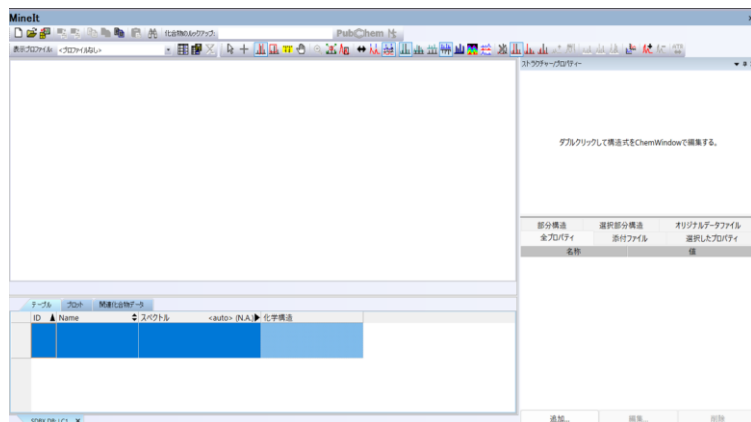 MineIt
化合物のルックアップ: PubChem
表示プロファイル <プロファイルなし>
ストラクチャー/プロパティー
ダブルクリックして構造式をChemWindowで編集する。
部分構造 選択部分構造 オリジナルデータファイル
全プロパティ 添付ファイル 選択したプロパティ
名称 値
テーブル プロット 関連化合物データ
ID Name スペクトル <auto> (N.A.) 化学構造
追加... 編集... 削除